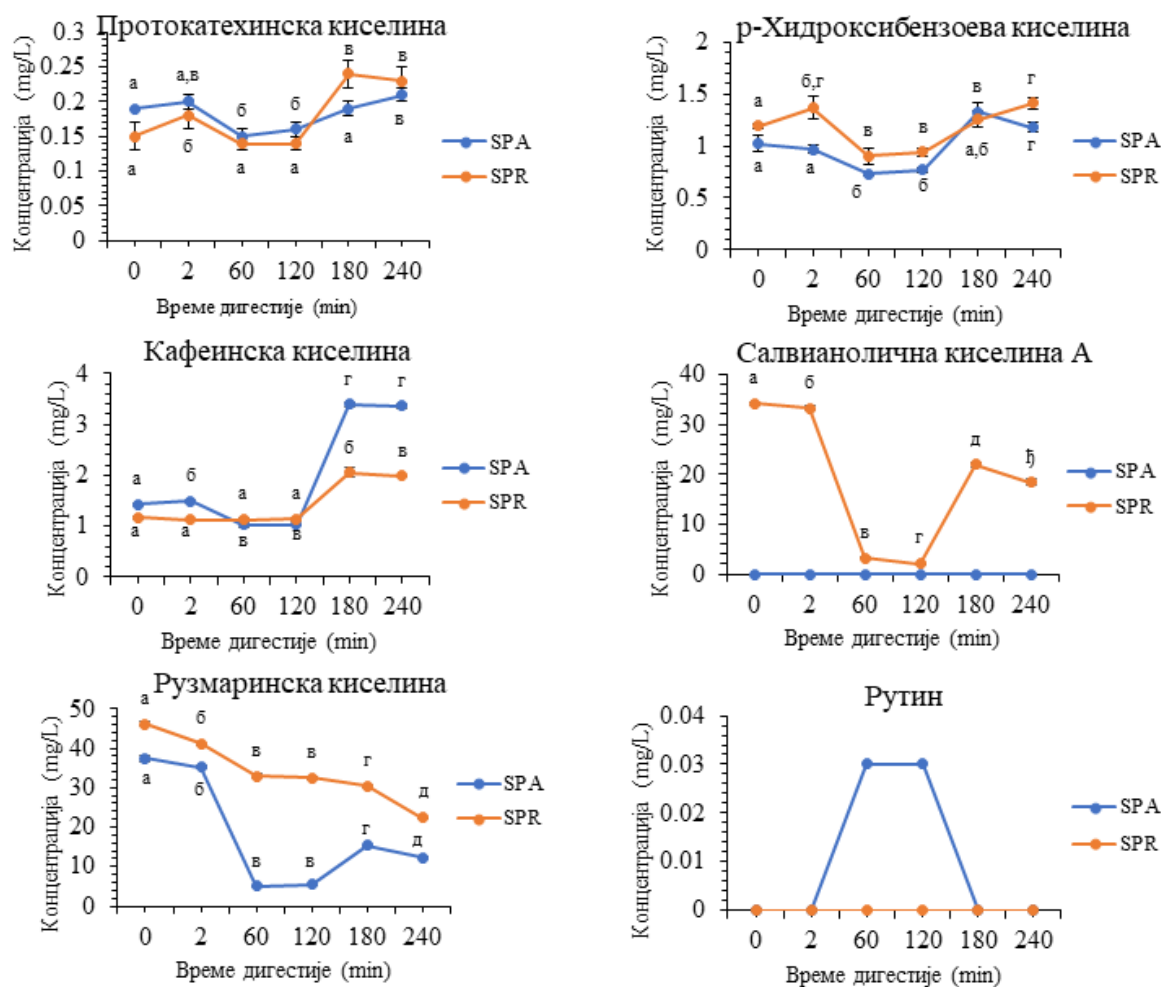 Протокатехинска киселина
Концентрација (mg/L)
0.3
0.25
0.2
0.15
0.1
0.05
0
а
а,в
б
б
в
в
а
б
а
а
а
в
SPA
SPR
0 2 60 120 180 240
Време дигестије (min)
р-Хидроксибензоева киселина
Концентрација (mg/L)
2
1.5
1
0.5
0
а
б,г
в
в
в
г
а
а
б
б
а,б
г
SPA
SPR
0 2 60 120 180 240
Време дигестије (min)
Кафеинска киселина
Концентрација (mg/L)
4
3
2
1
0
а
б
а
а
г
г
б
в
а
а
в
в
SPA
SPR
0 2 60 120 180 240
Време дигестије (min)
Салвианолична киселина А
Концентрација (mg/L)
40
30
20
10
0
а
б
в
г
д
ђ
SPA
SPR
0 2 60 120 180 240
Време дигестије (min)
Рузмаринска киселина
Концентрација (mg/L)
50
40
30
20
10
0
а
б
в
в
г
д
а
б
в
в
г
д
SPA
SPR
0 2 60 120 180 240
Време дигестије (min)
Рутин
Концентрација (mg/L)
0.04
0.03
0.02
0.01
0
SPA
SPR
0 2 60 120 180 240
Време дигестије (min)